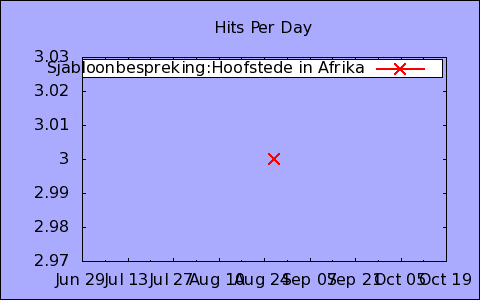 Hits Per Day
3.03
Sjabloonbespreking:Hoofstede in Afrika
3.02
3.01
3
2.99
2.98
2.97
Jun 29 Jul 13 Jul 27 Aug 10 Aug 24 Sep 07 Sep 21 Oct 05 Oct 19